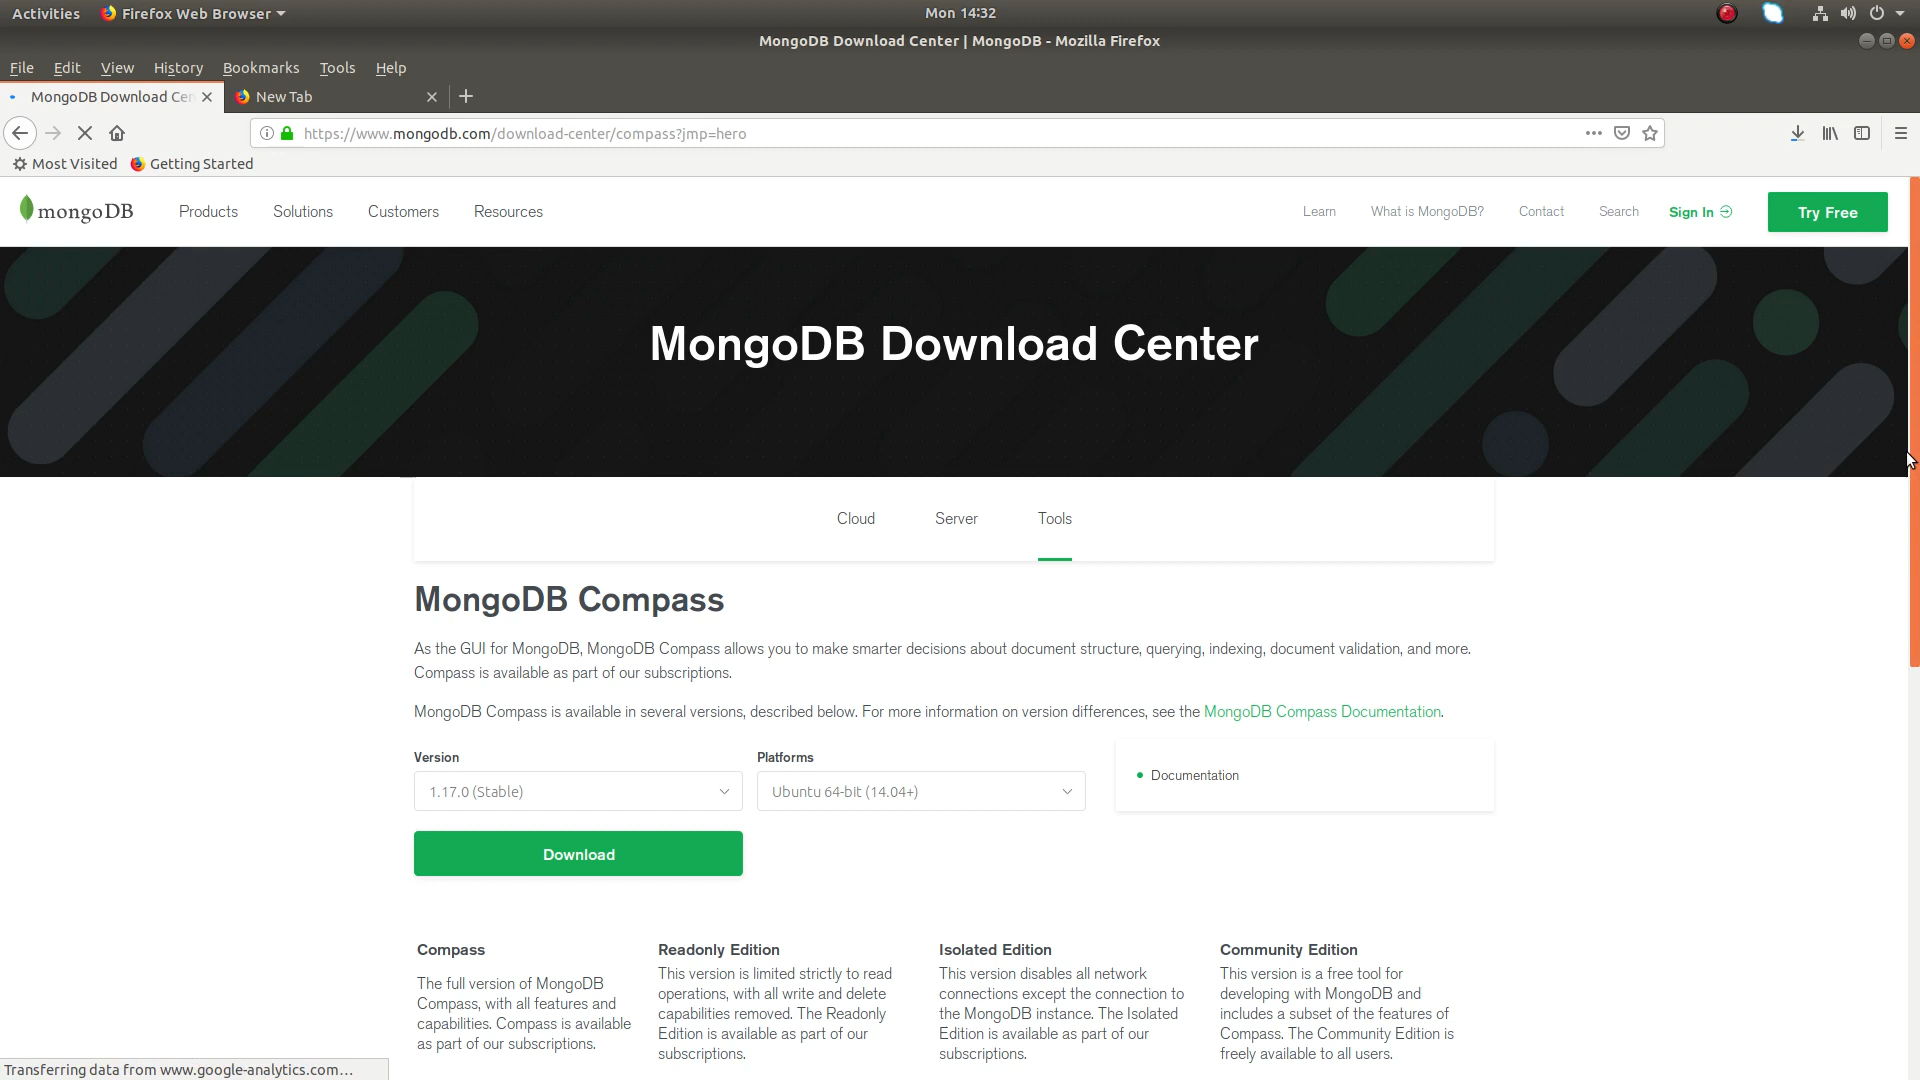 Activities Firefox Web Browser Mon 14:32
MongoDB Download Center | MongoDB - Mozilla Firefox
File Edit View History Bookmarks Tools Help
MongoDB Download Cen New Tab
https://www.mongodb.com/download-center/compass?jmp=hero
Most Visited Getting Started
mongoDB Products Solutions Customers Resources Learn What is MongoDB? Contact Search Sign In Try Free
MongoDB Download Center
Cloud Server Tools
MongoDB Compass
As the GUI for MongoDB, MongoDB Compass allows you to make smarter decisions about document structure, querying, indexing, document validation, and more.
Compass is available as part of our subscriptions.
MongoDB Compass is available in several versions, described below. For more information on version differences, see the MongoDB Compass Documentation.
Version Platforms
Documentation
1.17.0 (Stable) Ubuntu 64-bit (14.04+)
Download
Compass
The full version of MongoDB
Compass, with all features and
capabilities. Compass is available
as part of our subscriptions.
Readonly Edition
This version is limited strictly to read
operations, with all write and delete
capabilities removed. The Readonly
Edition is available as part of our
subscriptions.
Isolated Edition
This version disables all network
connections except the connection to
the MongoDB instance. The Isolated
Edition is available as part of our
subscriptions.
Community Edition
This version is a free tool for
developing with MongoDB and
includes a subset of the features of
Compass. The Community Edition is
freely available to all users.
Transferring data from www.google-analytics.com…